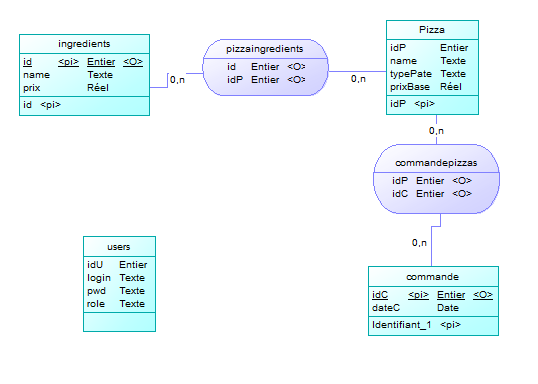 ingredients
id <pi> Entier <O>
name Texte
prix Réel
id <pi>
0,n
pizzaingredients
id Entier <O>
idP Entier <O>
0,n
Pizza
idP Entier
name Texte
typePate Texte
prixBase Réel
idP <pi>
0,n
commandepizzas
idP Entier <O>
idC Entier <O>
0,n
users
idU Entier
login Texte
pwd Texte
role Texte
commande
idC <pi> Entier <O>
dateC Date
Identifiant_1 <pi>